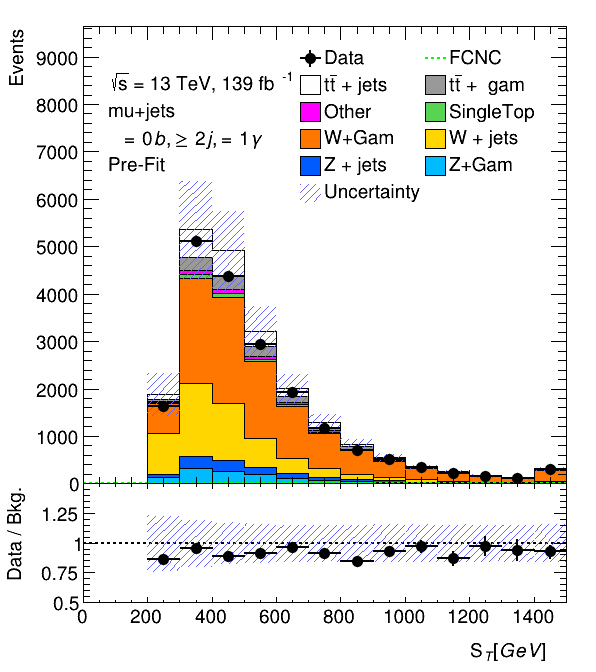 Events
9000
8000
7000
6000
5000
4000
3000
2000
1000
0
√s = 13 TeV, 139 fb⁻¹
mu+jets
= 0b, ≥ 2j, = 1γ
Pre-Fit
Data
FCNC
tt̄ + jets
tt̄ + gam
Other
SingleTop
W+Gam
W + jets
Z + jets
Z+Gam
Uncertainty
Data / Bkg.
1.25
1
0.75
0.5
0 200 400 600 800 1000 1200 1400
S_T[GeV]